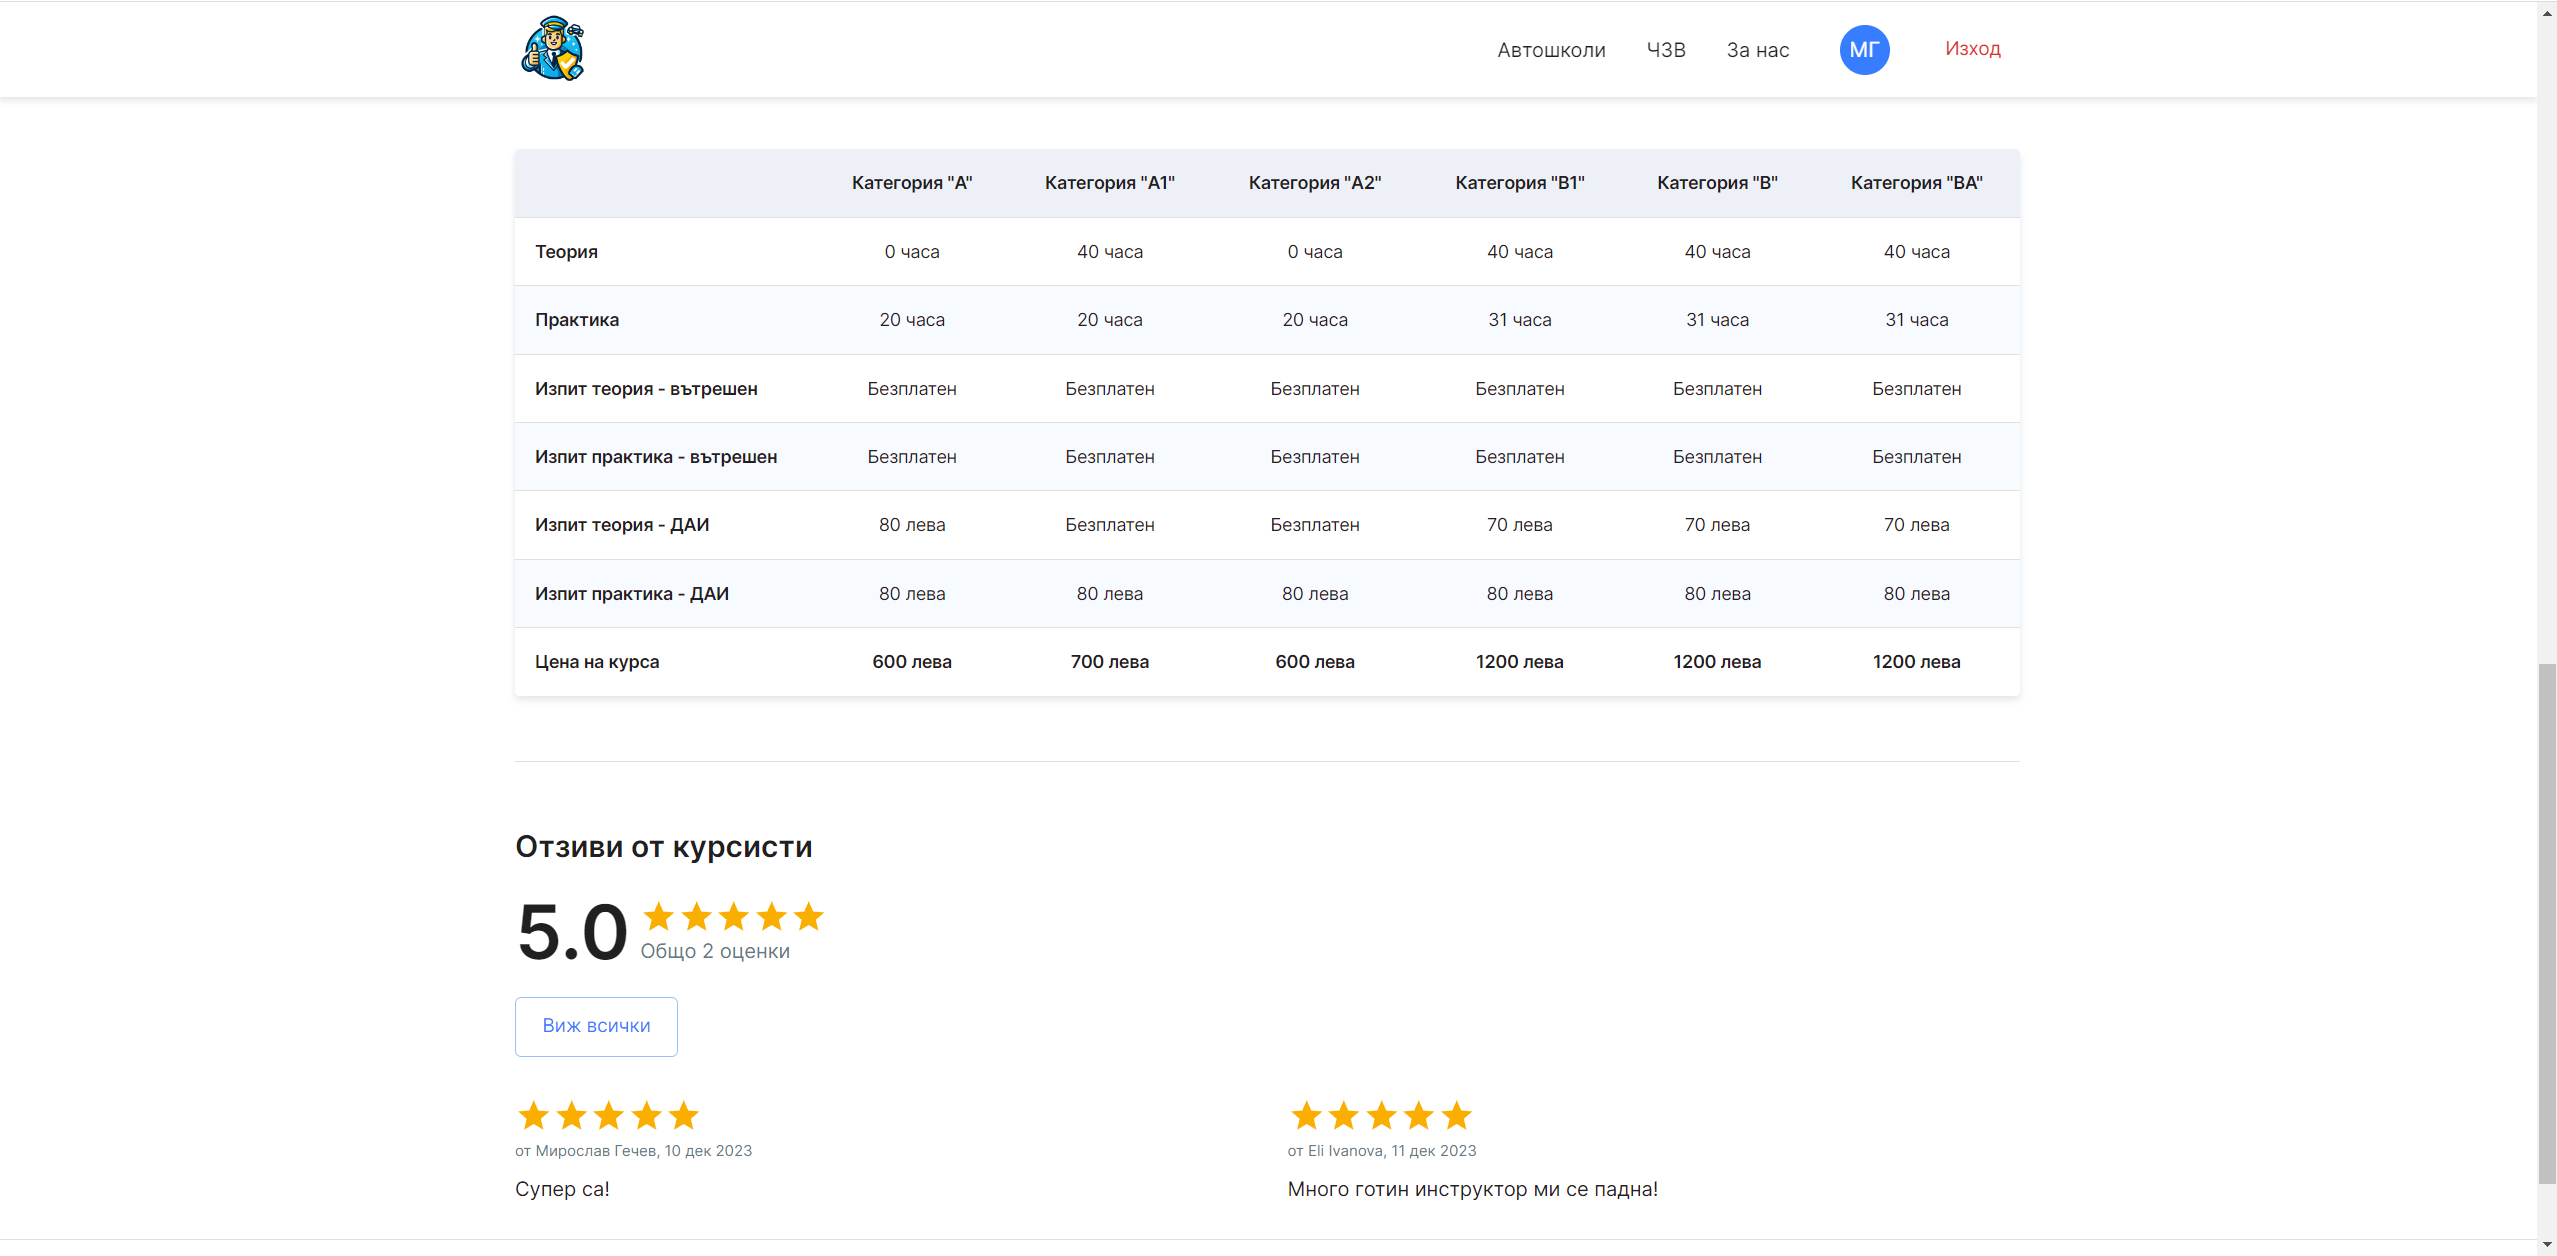 Автошколи ЧЗВ За нас МГ Изход
Категория "А" Категория "А1" Категория "А2" Категория "B1" Категория "B" Категория "BA"
Теория 0 часа 40 часа 0 часа 40 часа 40 часа 40 часа
Практика 20 часа 20 часа 20 часа 31 часа 31 часа 31 часа
Изпит теория - вътрешен Безплатен Безплатен Безплатен Безплатен Безплатен Безплатен
Изпит практика - вътрешен Безплатен Безплатен Безплатен Безплатен Безплатен Безплатен
Изпит теория - ДАИ 80 лева Безплатен Безплатен 70 лева 70 лева 70 лева
Изпит практика - ДАИ 80 лева 80 лева 80 лева 80 лева 80 лева 80 лева
Цена на курса 600 лева 700 лева 600 лева 1200 лева 1200 лева 1200 лева
Отзиви от курсисти
5.0
Общо 2 оценки
Виж всички
от Мирослав Гечев, 10 дек 2023
Супер са!
от Eli Ivanova, 11 дек 2023
Много готин инструктор ми се падна!